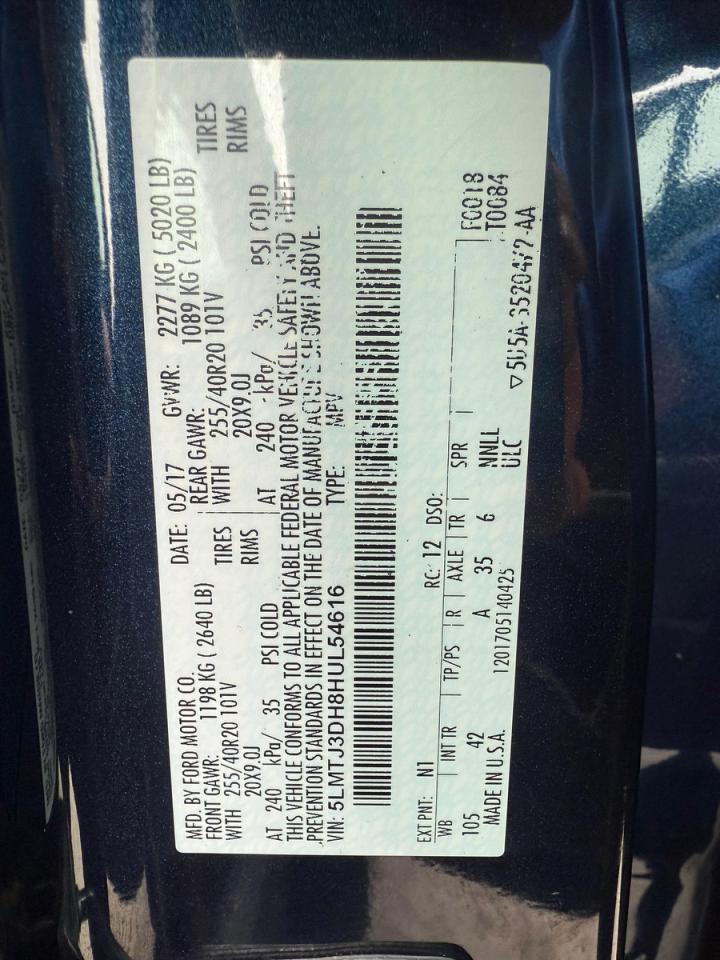 MFD. BY FORD MOTOR CO.
DATE: 05/17 GVWR: 2277 KG ( 5020 LB)
FRONT GAWR: 1198 KG ( 2640 LB) REAR GAWR: 1089 KG ( 2400 LB)
WITH 255/40R20 101V TIRES WITH 255/40R20 101V TIRES
20X9.0J RIMS 20X9.0J RIMS
AT 240 kPa/ 35 PSI COLD AT 240 kPa/ 35 PSI COLD
THIS VEHICLE CONFORMS TO ALL APPLICABLE FEDERAL MOTOR VEHICLE SAFETY AND THEFT
PREVENTION STANDARDS IN EFFECT ON THE DATE OF MANUFACTURE SHOWN ABOVE.
VIN: 5LMTJ3DH8HUL54616 TYPE: MPV
F0018
T0084
EXT PNT: N1 RC: 12 DSO:
WB INT TR TP/PS R AXLE TR SPR
105 42 A 35 6 NNLL
ULC
MADE IN U.S.A. 1201705140425 ▽5U5A-3520472-AA